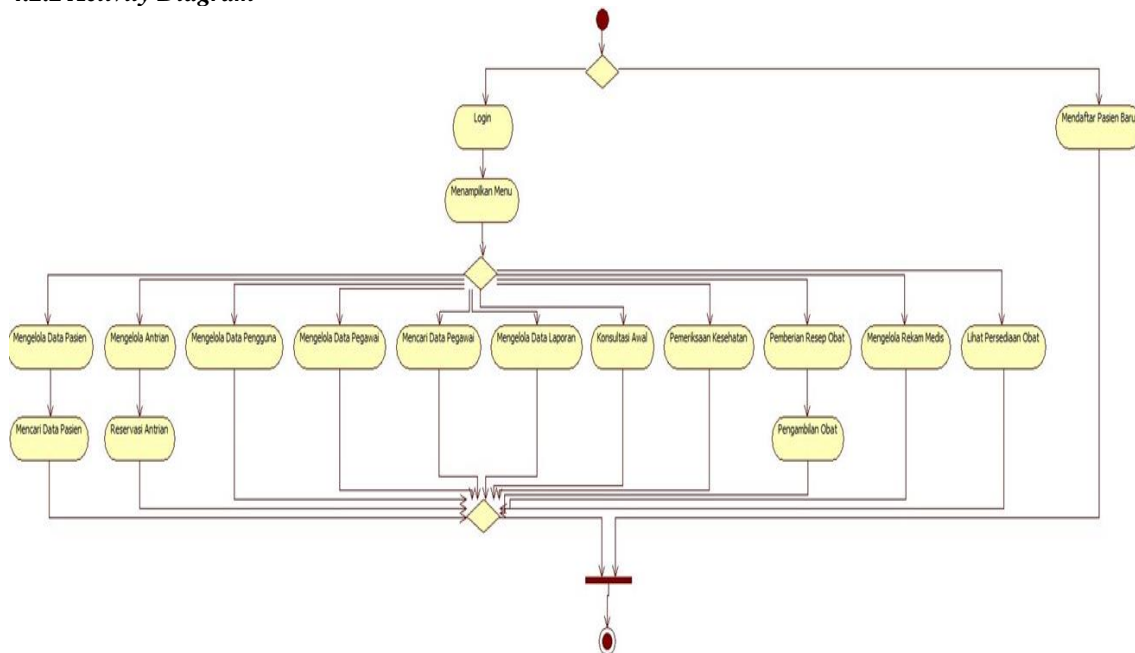 Activity Diagram
Login
Mendaftar Pasien Baru
Menampilkan Menu
Mengelola Data Pasien
Mengelola Antrian
Mengelola Data Pengguna
Mengelola Data Pegawai
Mencari Data Pegawai
Mengelola Data Laporan
Konsultasi Awal
Pemeriksaan Kesehatan
Pemberian Resep Obat
Mengelola Rekam Medis
Lihat Persediaan Obat
Mencari Data Pasien
Reservasi Antrian
Pengambilan Obat